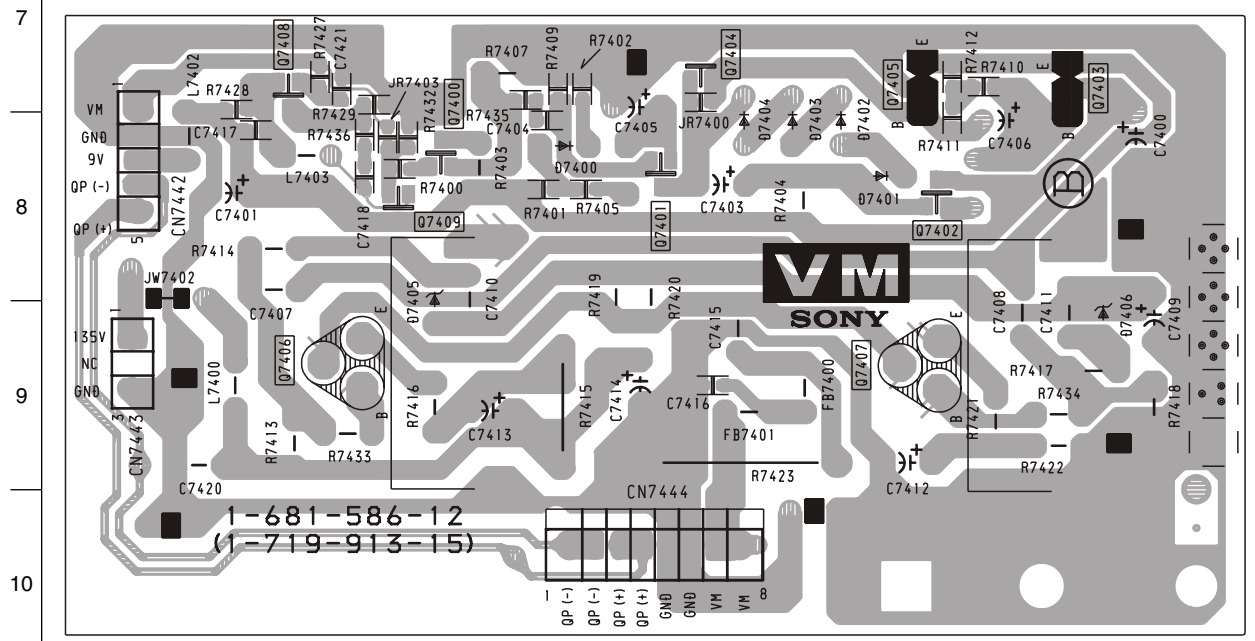 7
8
9
10
Q7408
R7427
C7421
R7409
R7402
Q7404
E
R7412
E
L7402
R7407
Q7405
R7410
Q7403
1
R7428
JR7403
R7432
Q7400
VM
R7429
R7435
C7405
JR7400
D7404
D7403
D7402
GND
C7417
R7436
C7404
B
R7411
C7406
B
C7400
9V
L7403
R7400
R7403
D7400
QP (-)
CN7442
C7401
C7418
Q7409
R7401
R7405
Q7401
C7403
R7404
D7401
Q7402
B
QP (+)
5
R7414
VM
SONY
JW7402
C7407
D7405
C7410
R7419
R7420
C7408
C7411
D7406
C7409
1
135V
E
C7415
E
NC
Q7406
Q7407
R7417
GND
L7400
R7416
R7415
C7414
C7416
FB7400
R7434
R7418
3
CN7443
R7413
B
C7413
FB7401
B
R7421
R7433
R7423
R7422
C7420
CN7444
C7412
1-681-586-12
(1-719-913-15)
1
QP (-)
QP (-)
QP (+)
QP (+)
GND
GND
VM
VM
8